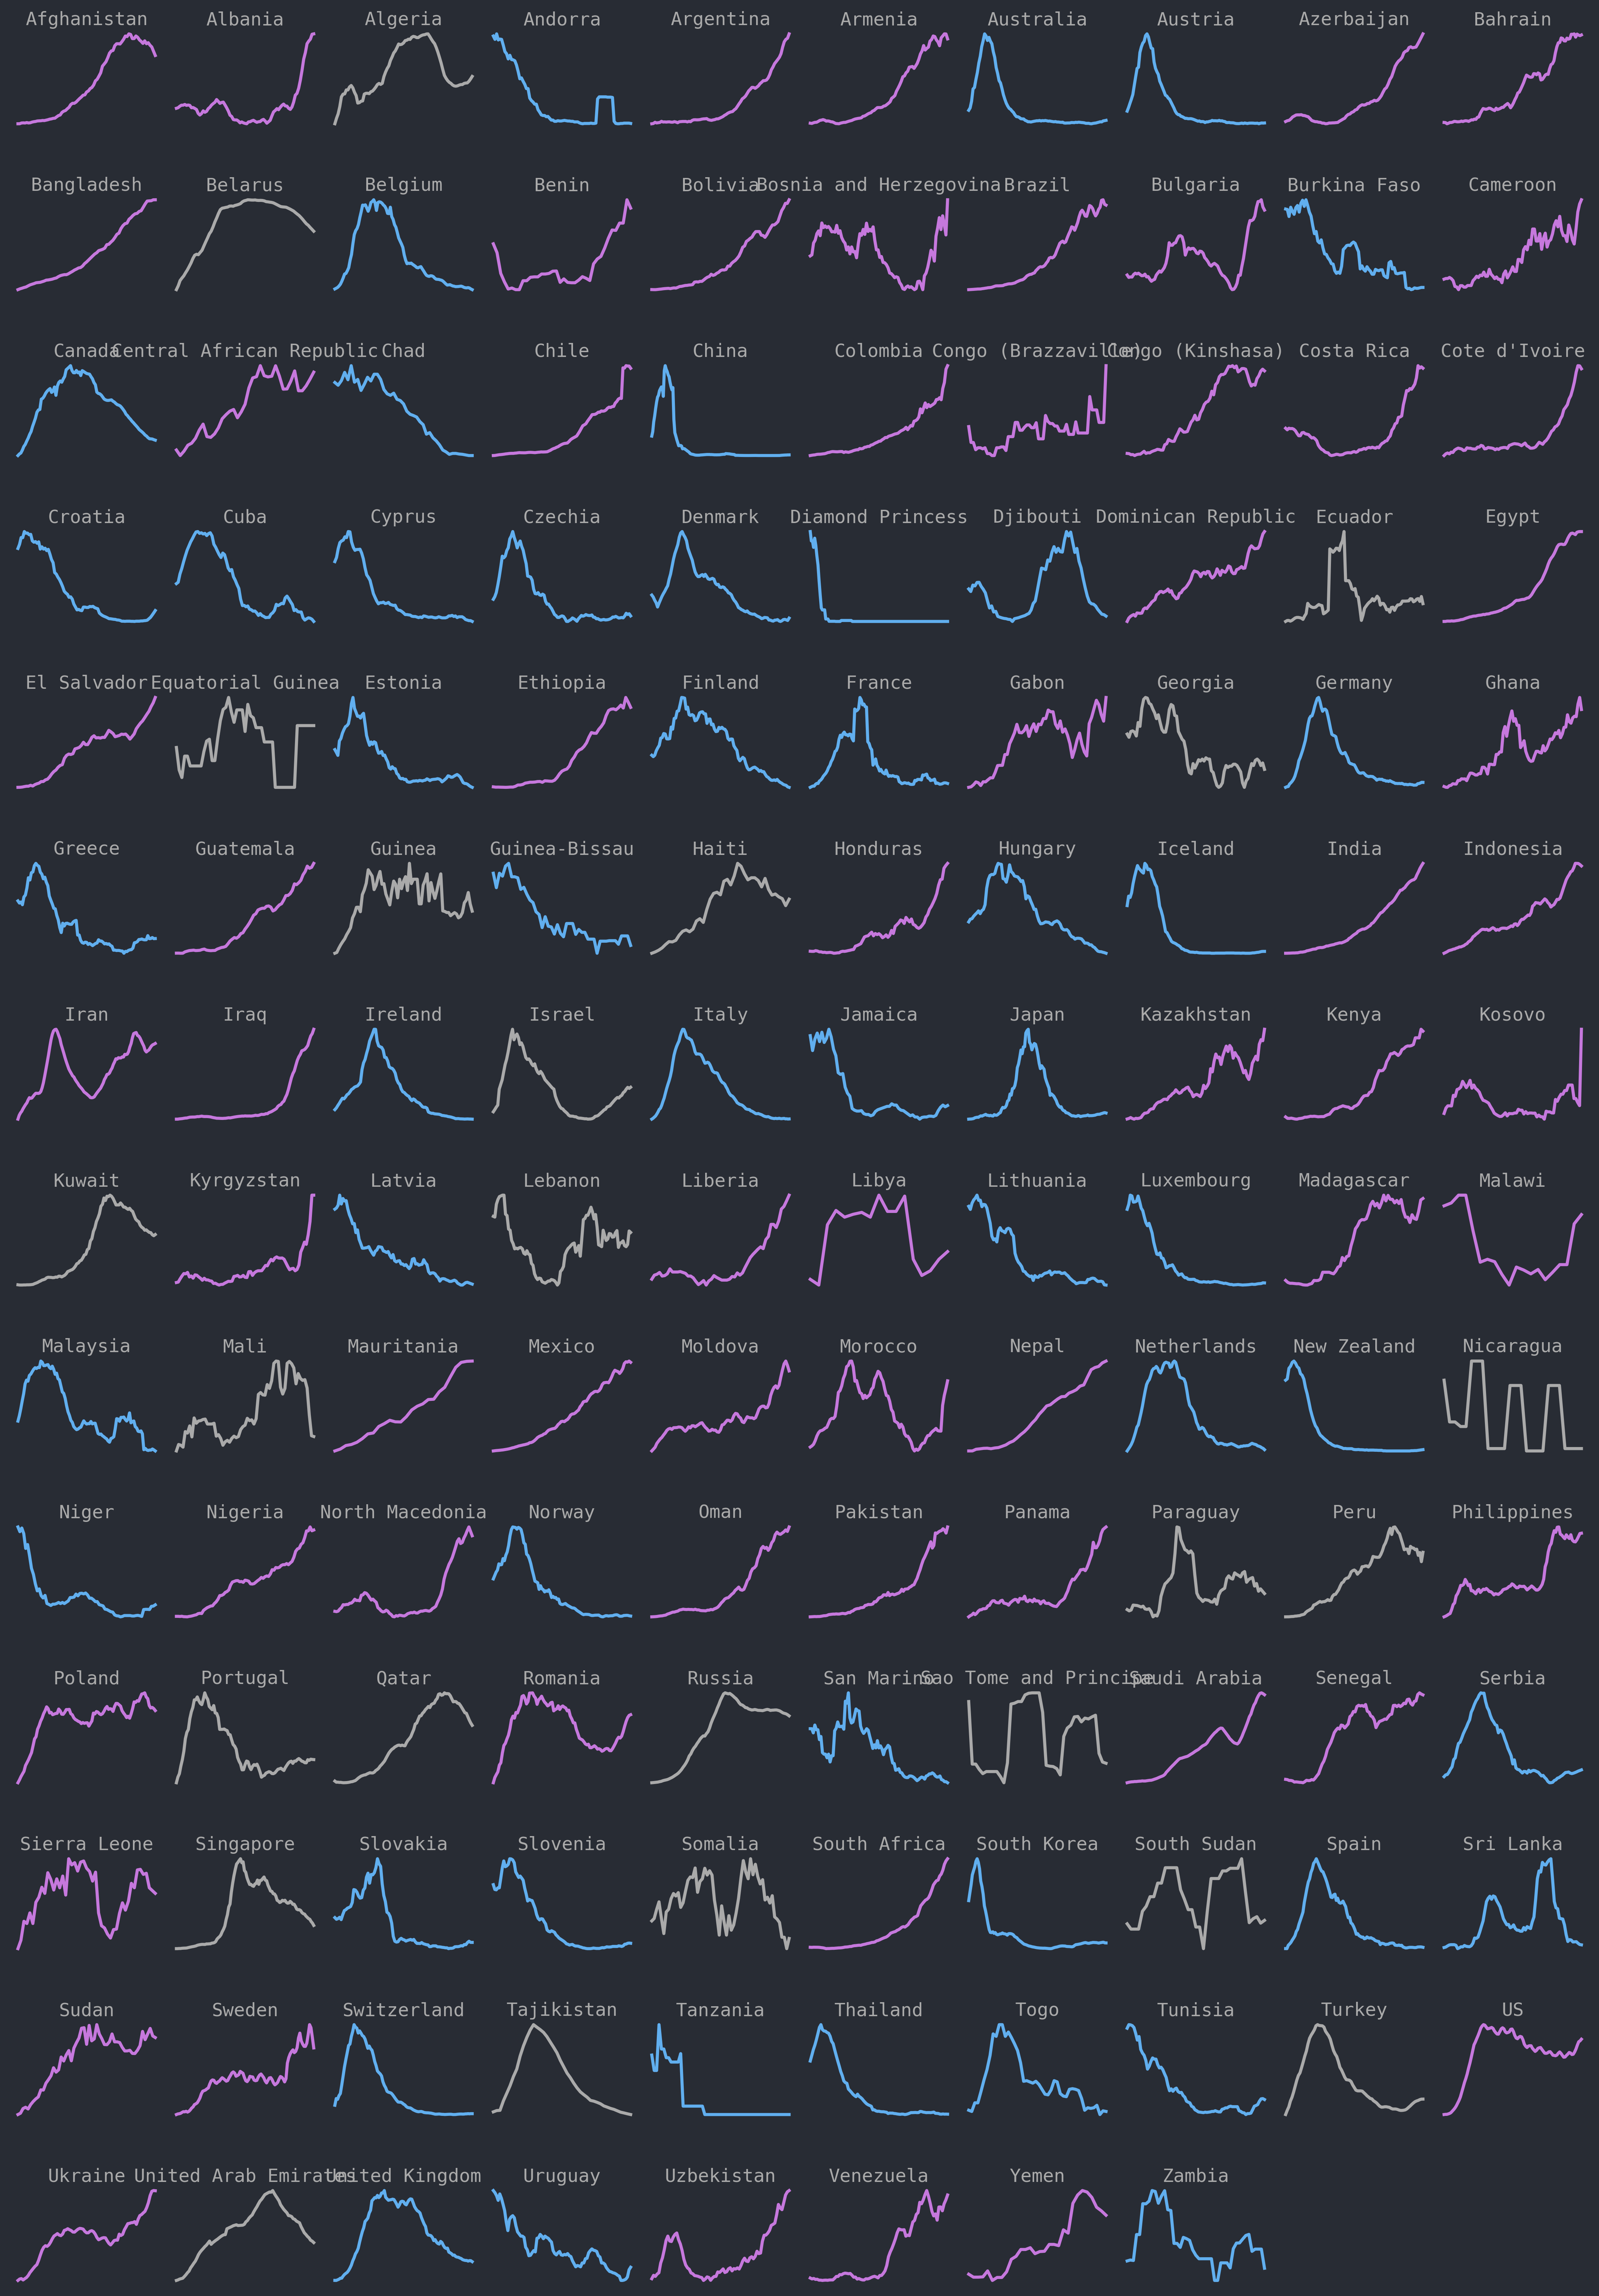 Afghanistan Albania Algeria Andorra Argentina Armenia Australia Austria Azerbaijan Bahrain
Bangladesh Belarus Belgium Benin Bolivia Bosnia and Herzegovina Brazil Bulgaria Burkina Faso Cameroon
Canada Central African Republic Chad Chile China Colombia Congo (Brazzaville) Congo (Kinshasa) Costa Rica Cote d'Ivoire
Croatia Cuba Cyprus Czechia Denmark Diamond Princess Djibouti Dominican Republic Ecuador Egypt
El Salvador Equatorial Guinea Estonia Ethiopia Finland France Gabon Georgia Germany Ghana
Greece Guatemala Guinea Guinea-Bissau Haiti Honduras Hungary Iceland India Indonesia
Iran Iraq Ireland Israel Italy Jamaica Japan Kazakhstan Kenya Kosovo
Kuwait Kyrgyzstan Latvia Lebanon Liberia Libya Lithuania Luxembourg Madagascar Malawi
Malaysia Mali Mauritania Mexico Moldova Morocco Nepal Netherlands New Zealand Nicaragua
Niger Nigeria North Macedonia Norway Oman Pakistan Panama Paraguay Peru Philippines
Poland Portugal Qatar Romania Russia San Marino Sao Tome and Principe Saudi Arabia Senegal Serbia
Sierra Leone Singapore Slovakia Slovenia Somalia South Africa South Korea South Sudan Spain Sri Lanka
Sudan Sweden Switzerland Tajikistan Tanzania Thailand Togo Tunisia Turkey US
Ukraine United Arab Emirates United Kingdom Uruguay Uzbekistan Venezuela Yemen Zambia